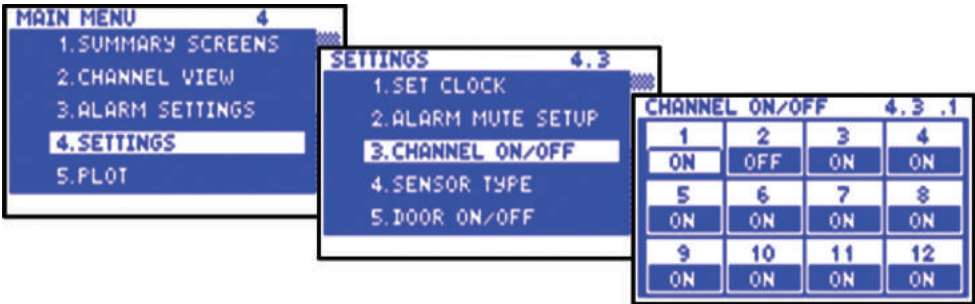 MAIN MENU 4
1.SUMMARY SCREENS
2.CHANNEL VIEW
3.ALARM SETTINGS
4.SETTINGS
5.PLOT
SETTINGS 4.3
1.SET CLOCK
2.ALARM MUTE SETUP
3.CHANNEL ON/OFF
4.SENSOR TYPE
5.DOOR ON/OFF
CHANNEL ON/OFF 4.3 .1
1 2 3 4
ON OFF ON ON
5 6 7 8
ON ON ON ON
9 10 11 12
ON ON ON ON